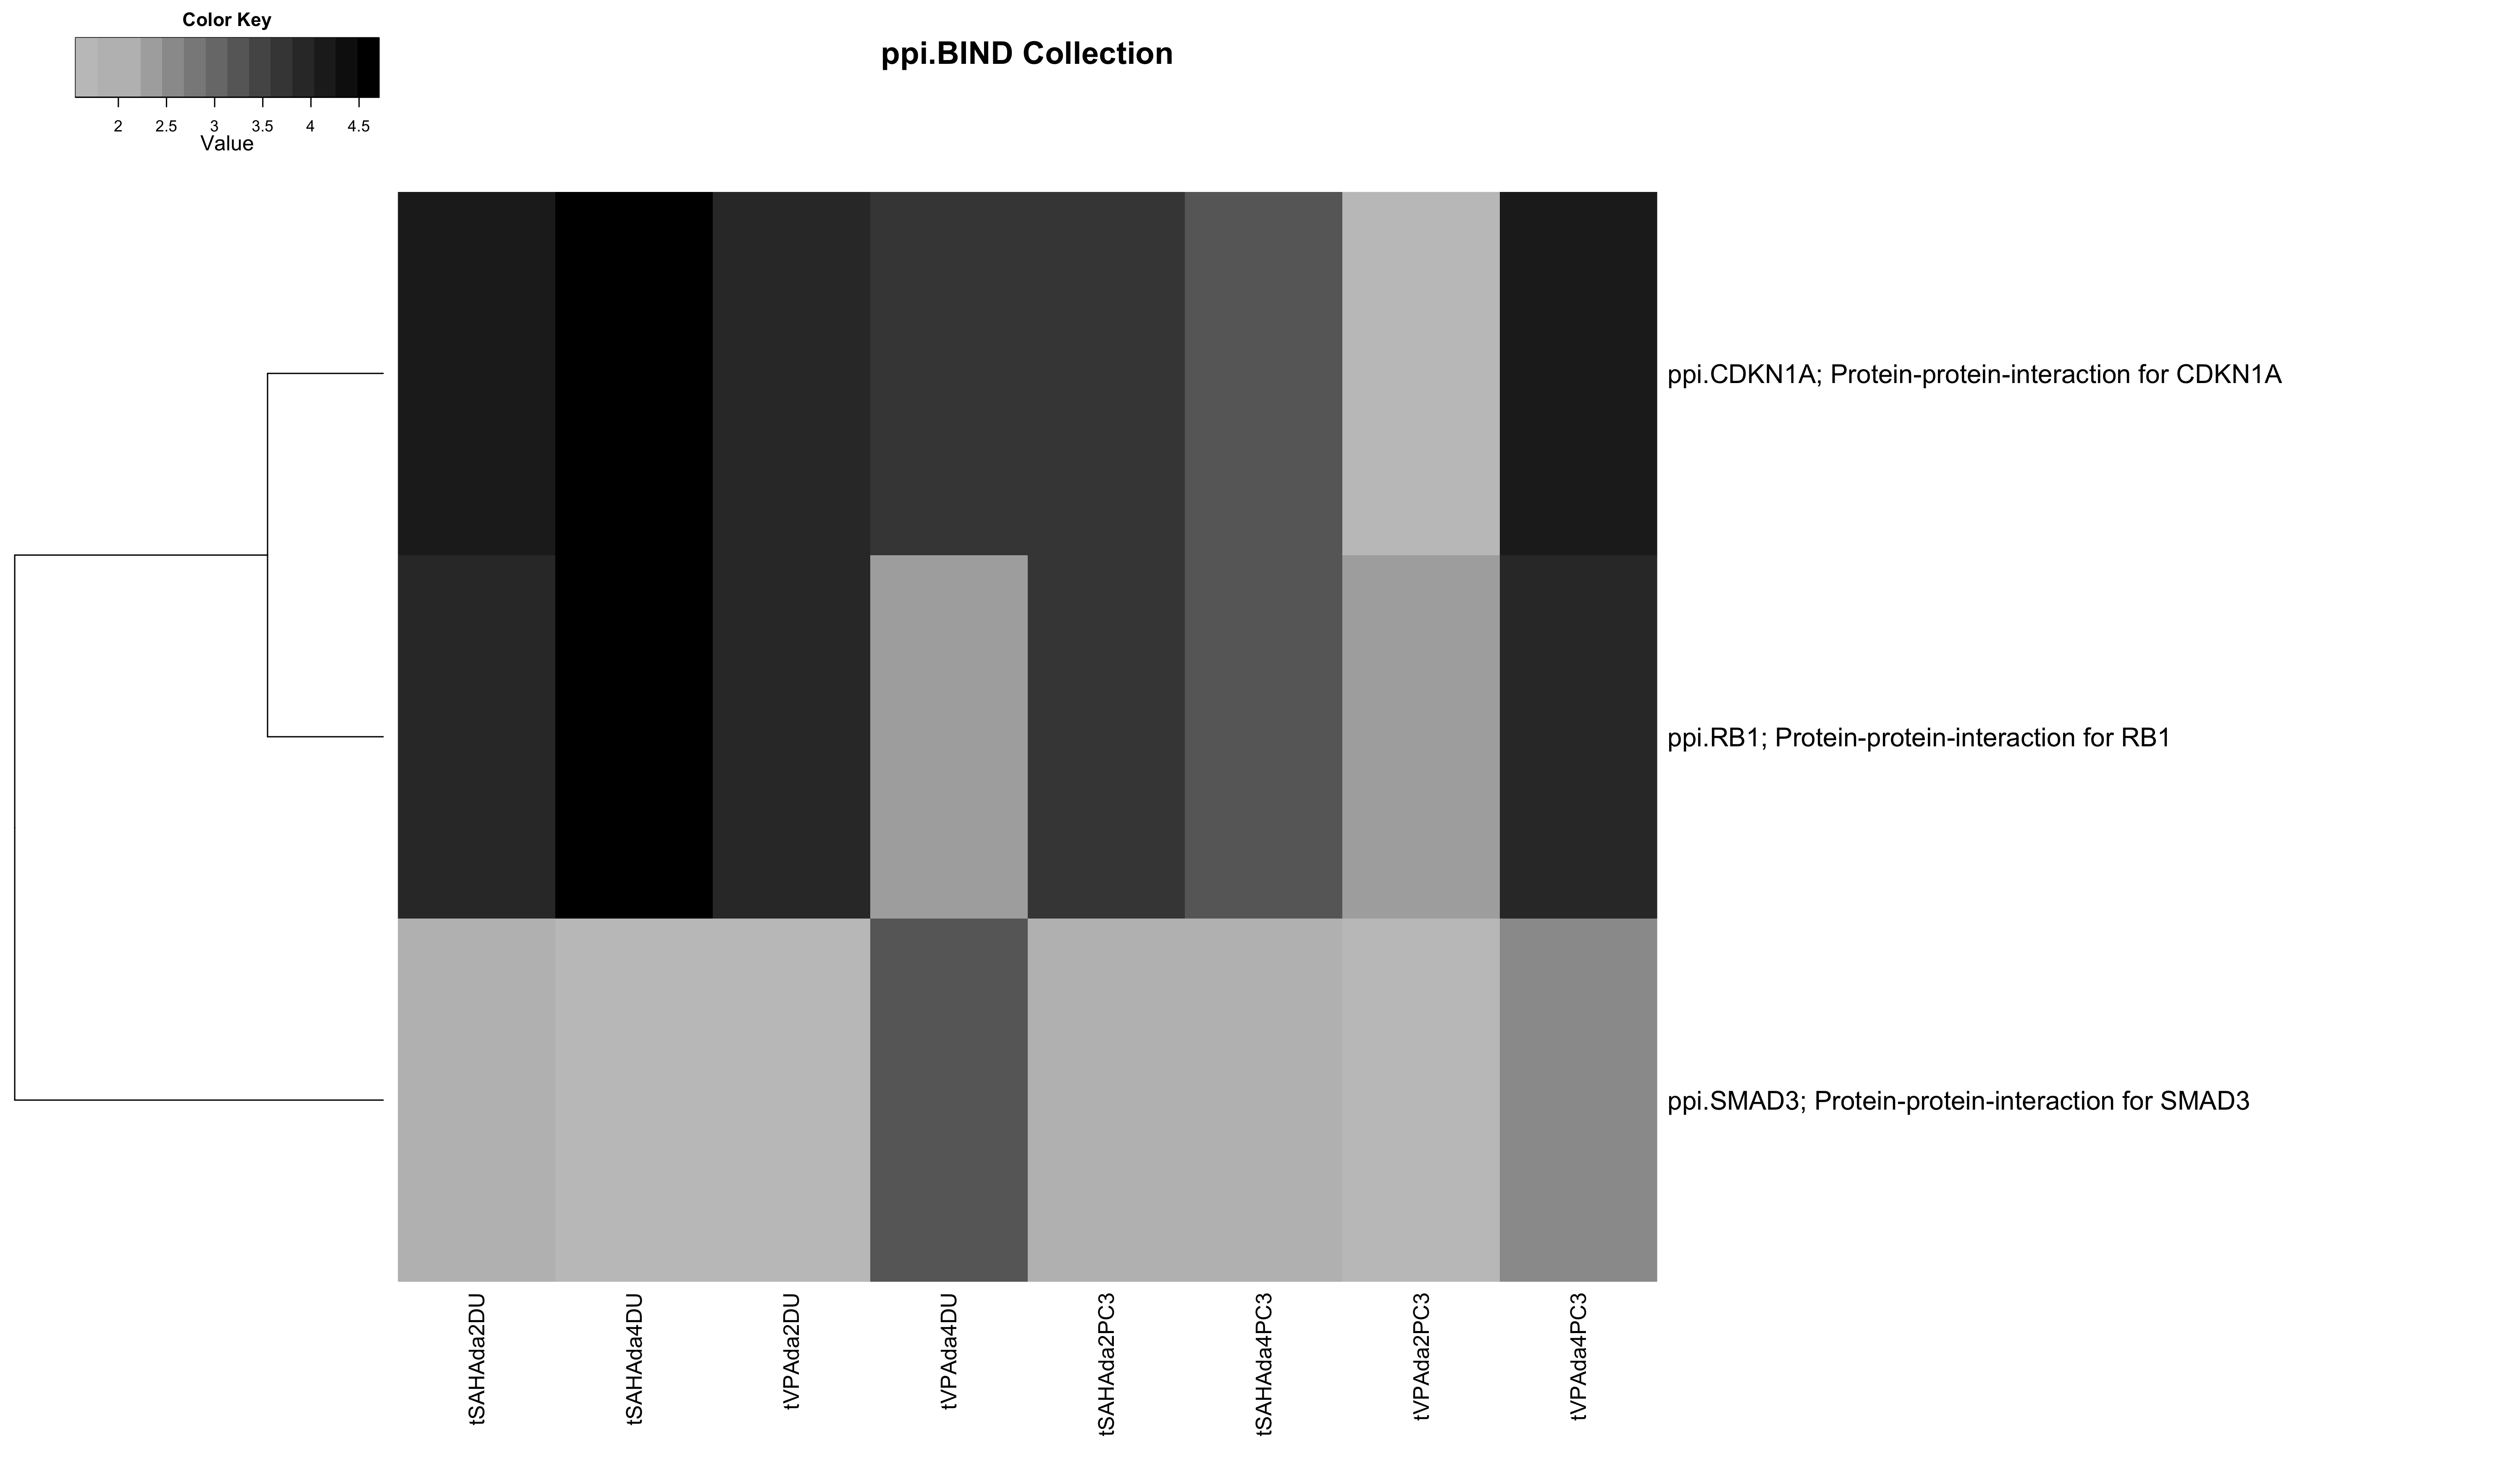 Color Key
2 2.5 3 3.5 4 4.5
Value
ppi.BIND Collection
ppi.CDKN1A; Protein-protein-interaction for CDKN1A
ppi.RB1; Protein-protein-interaction for RB1
ppi.SMAD3; Protein-protein-interaction for SMAD3
tSAHAda2DU
tSAHAda4DU
tVPAda2DU
tVPAda4DU
tSAHAda2PC3
tSAHAda4PC3
tVPAda2PC3
tVPAda4PC3